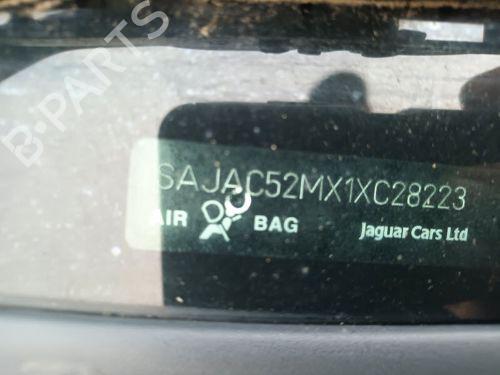 B-PARTS
SAJAC52MX1XC28223
AIR BAG Jaguar Cars Ltd